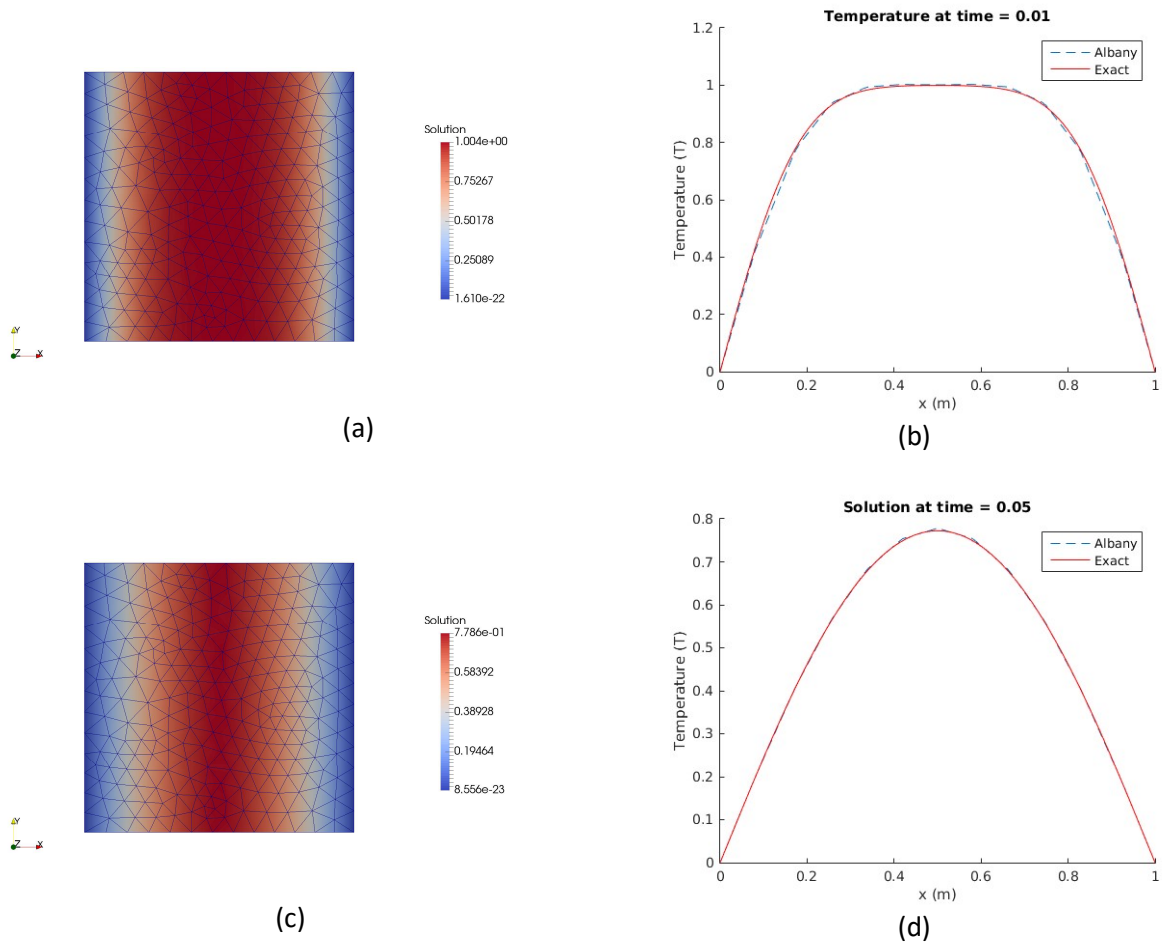 Solution
1.004e+00
0.75267
0.50178
0.25089
1.610e-22
Y
Z X
(a)
Temperature at time = 0.01
1.2
1
0.8
0.6
0.4
0.2
0
Temperature (T)
Albany
Exact
0 0.2 0.4 0.6 0.8 1
x (m)
(b)
Solution
7.786e-01
0.58392
0.38928
0.19464
8.556e-23
Y
Z X
(c)
Solution at time = 0.05
0.8
0.7
0.6
0.5
0.4
0.3
0.2
0.1
0
Temperature (T)
Albany
Exact
0 0.2 0.4 0.6 0.8 1
x (m)
(d)